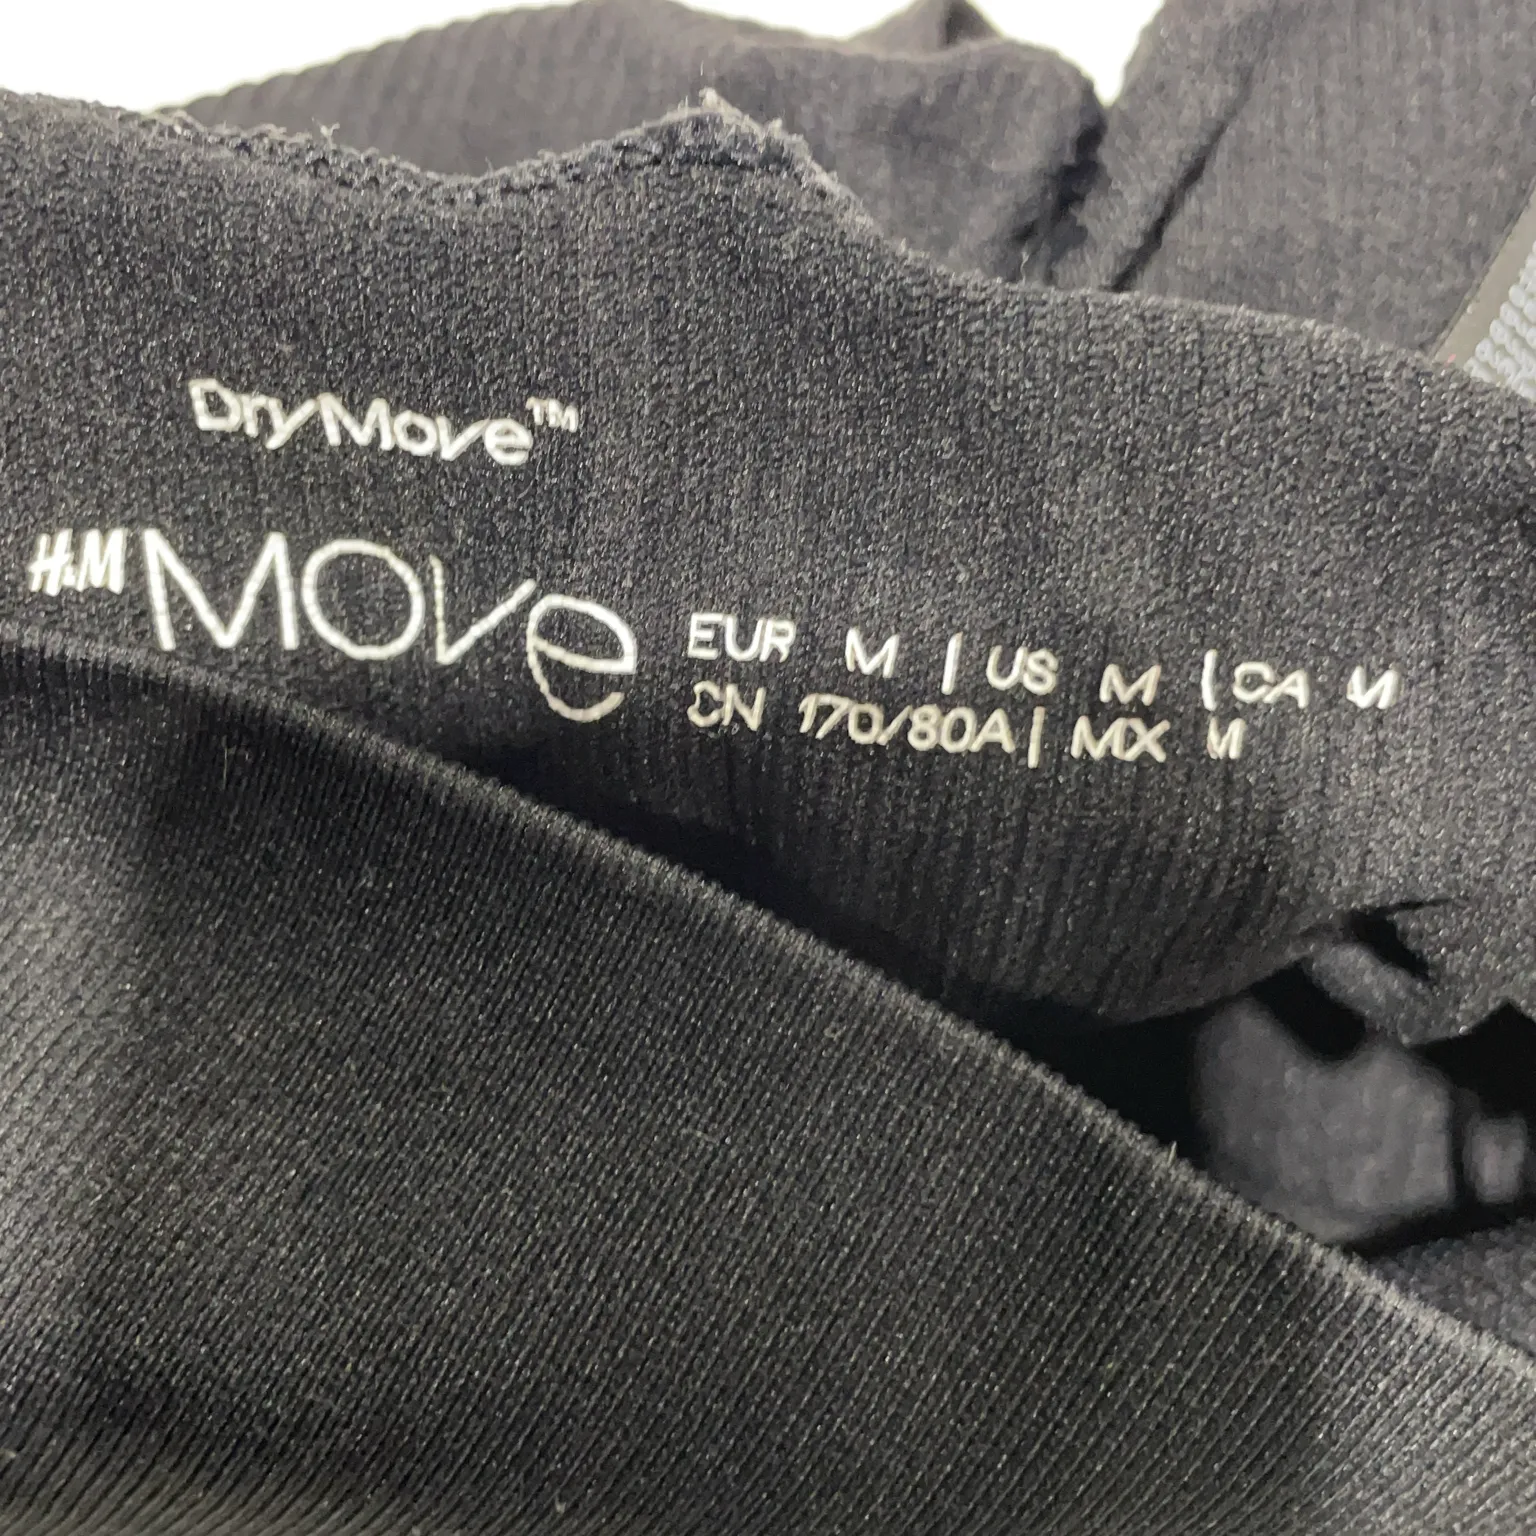 DryMove™
H&M MOVe
EUR M | US M | CA M
CN 170/80A | MX M